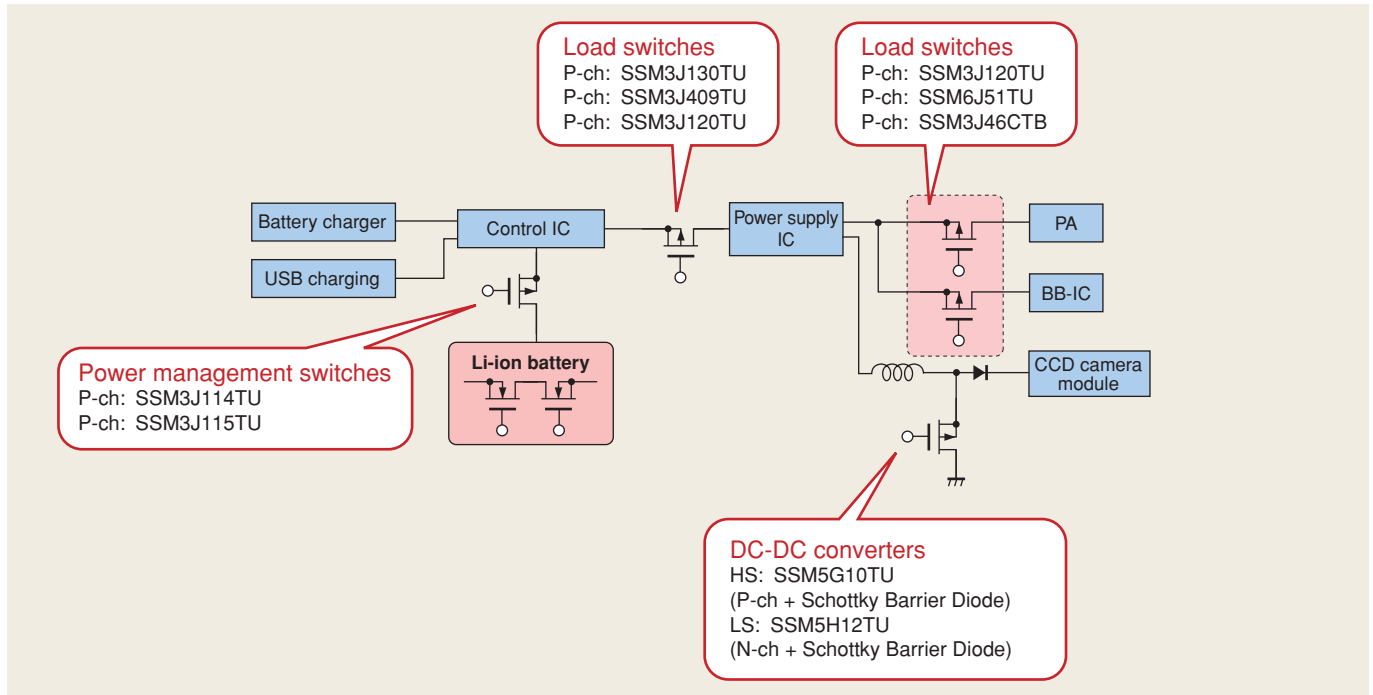 Load switches
P-ch: SSM3J130TU
P-ch: SSM3J409TU
P-ch: SSM3J120TU
Load switches
P-ch: SSM3J120TU
P-ch: SSM6J51TU
P-ch: SSM3J46CTB
Battery charger
USB charging
Control IC
Power supply
IC
PA
BB-IC
CCD camera
module
Power management switches
P-ch: SSM3J114TU
P-ch: SSM3J115TU
Li-ion battery
DC-DC converters
HS: SSM5G10TU
(P-ch + Schottky Barrier Diode)
LS: SSM5H12TU
(N-ch + Schottky Barrier Diode)